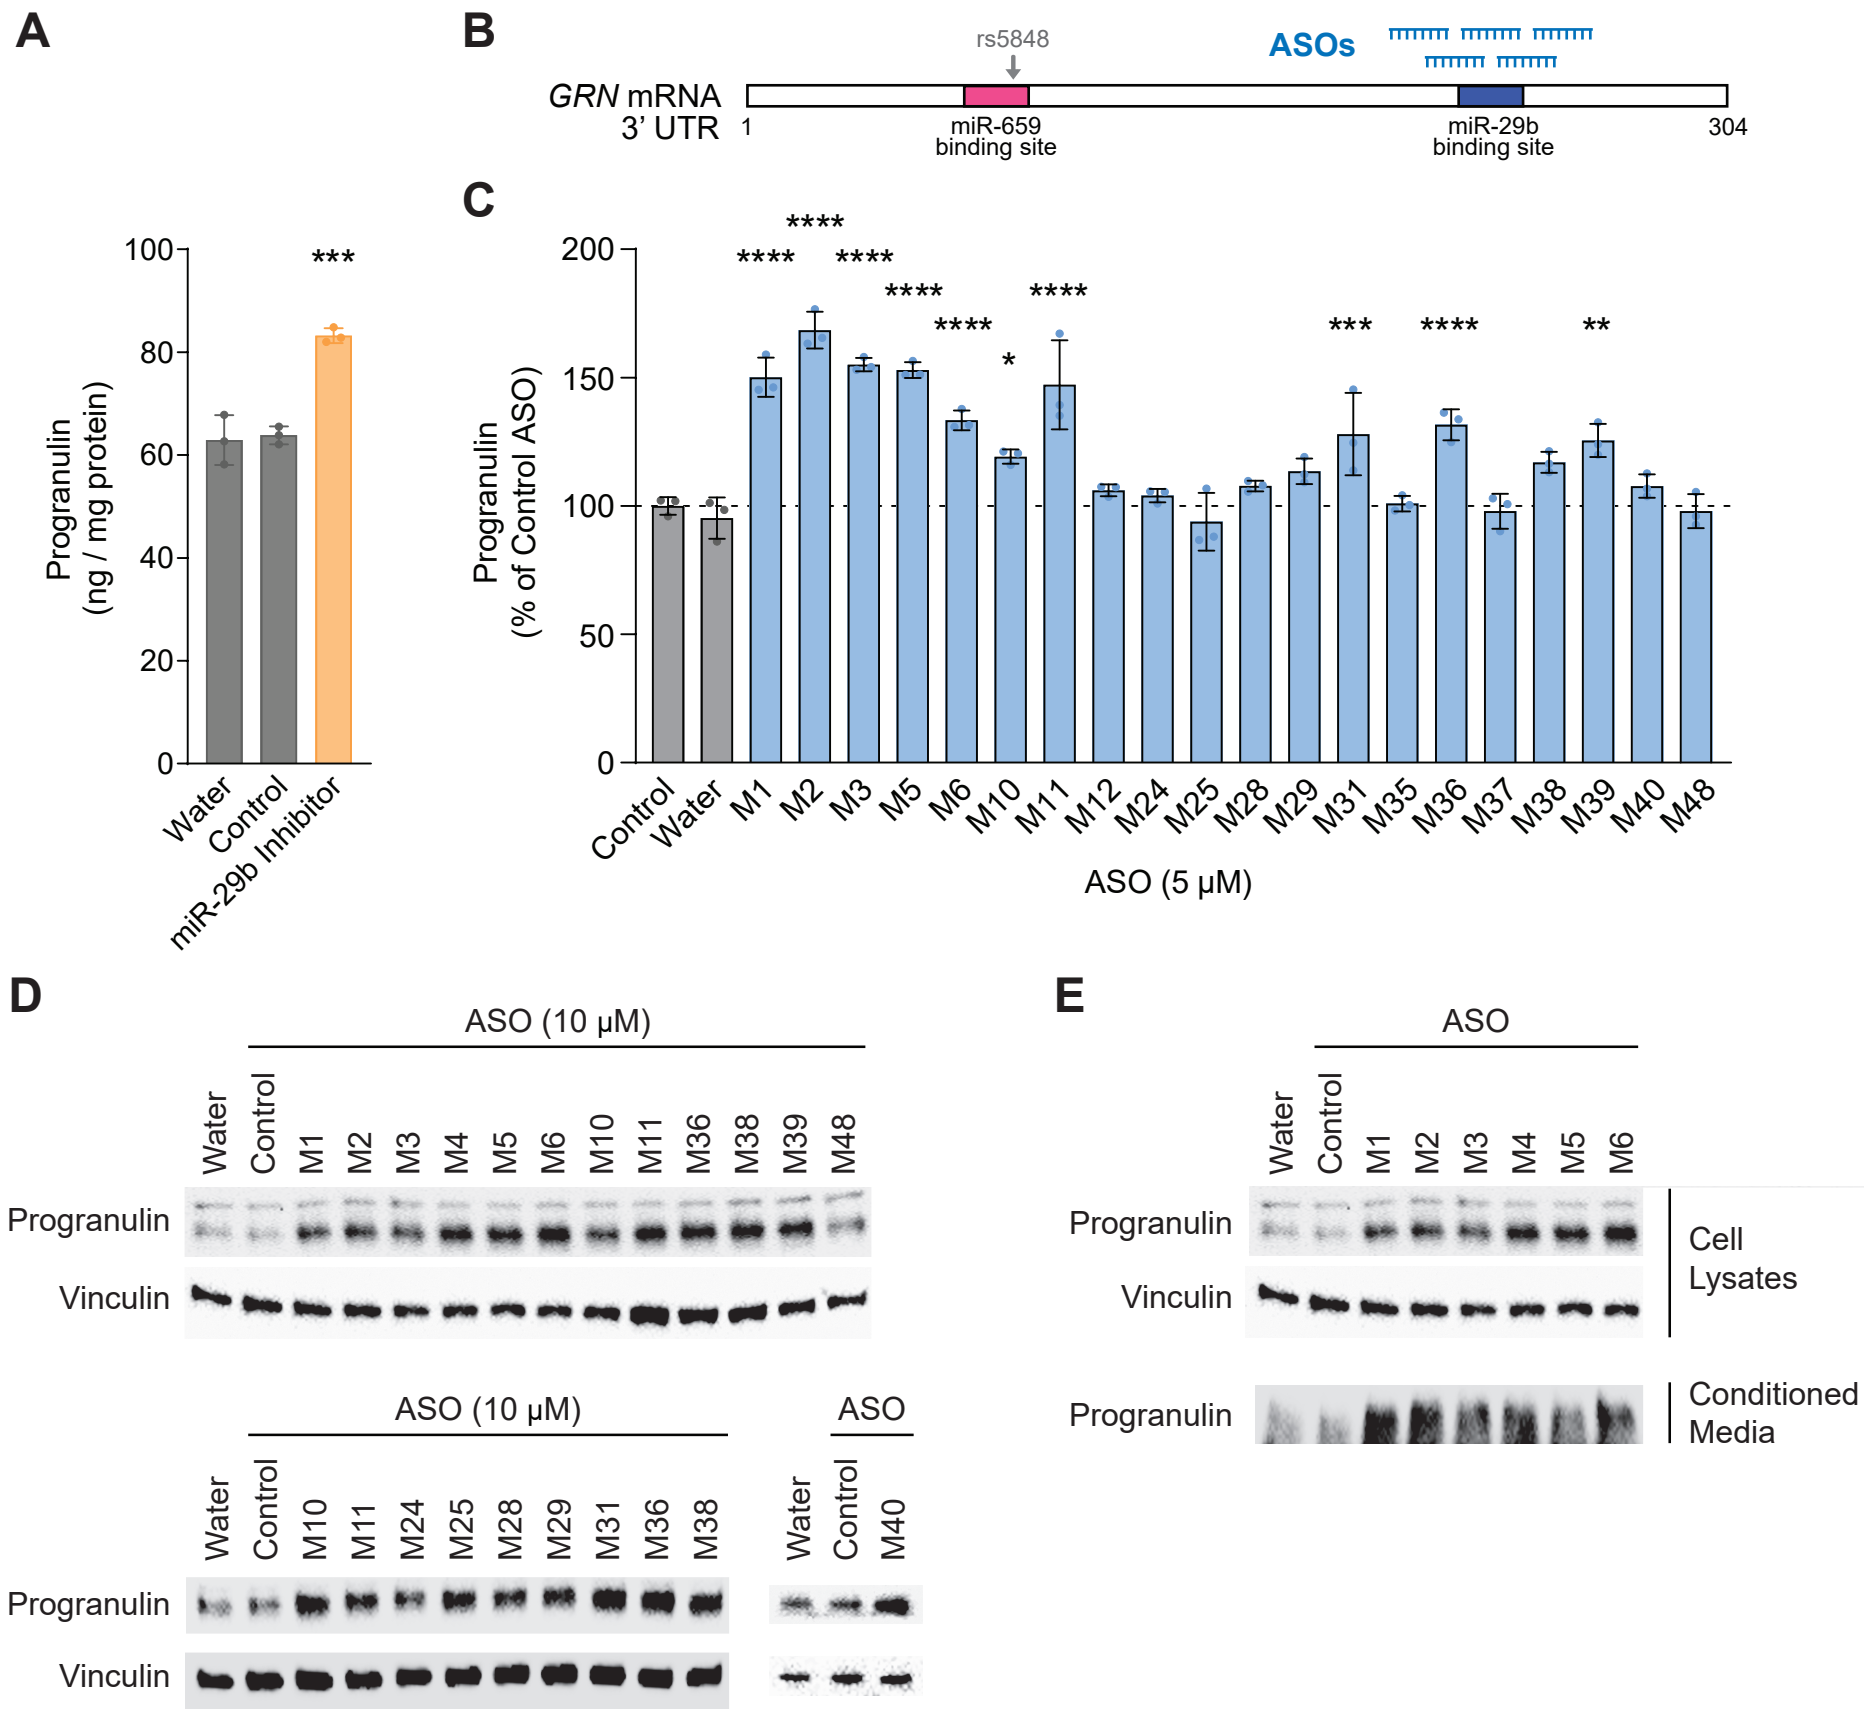 A
Progranulin
(ng / mg protein)
100
80
60
40
20
0
***
Water
Control
miR-29b Inhibitor
B
rs5848
ASOs
GRN mRNA
3’ UTR
1
miR-659
binding site
miR-29b
binding site
304
C
Progranulin
(% of Control ASO)
200
150
100
50
0
****
****
****
****
****
*
****
***
****
**
Control
Water
M1
M2
M3
M5
M6
M10
M11
M12
M24
M25
M28
M29
M31
M35
M36
M37
M38
M39
M40
M48
ASO (5 µM)
D
ASO (10 µM)
Water
Control
M1
M2
M3
M4
M5
M6
M10
M11
M36
M38
M39
M48
Progranulin
Vinculin
ASO (10 µM)
Water
Control
M10
M11
M24
M25
M28
M29
M31
M36
M38
ASO
Water
Control
M40
Progranulin
Vinculin
E
ASO
Water
Control
M1
M2
M3
M4
M5
M6
Progranulin
Vinculin
Cell
Lysates
Progranulin
Conditioned
Media